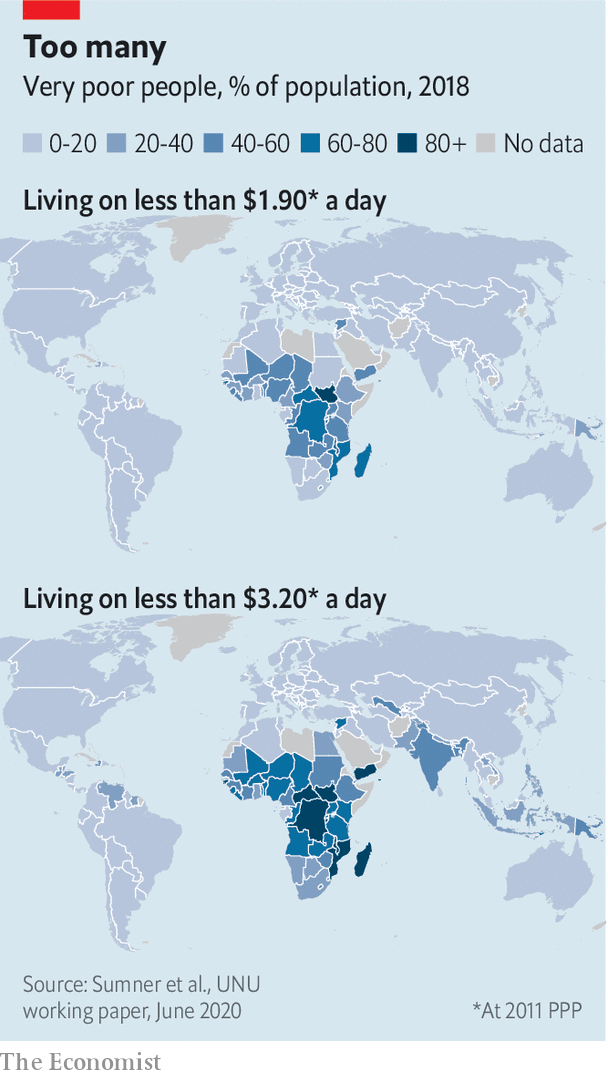 Too many
Very poor people, % of population, 2018
0-20 20-40 40-60 60-80 80+ No data
Living on less than $1.90* a day
Living on less than $3.20* a day
Source: Sumner et al., UNU
working paper, June 2020
*At 2011 PPP
The Economist